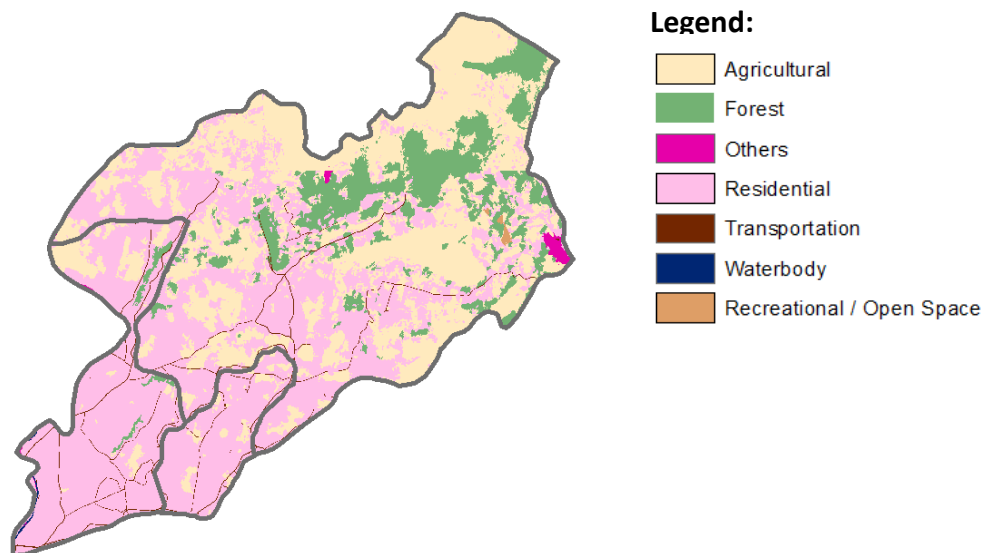 Legend:
Agricultural
Forest
Others
Residential
Transportation
Waterbody
Recreational / Open Space